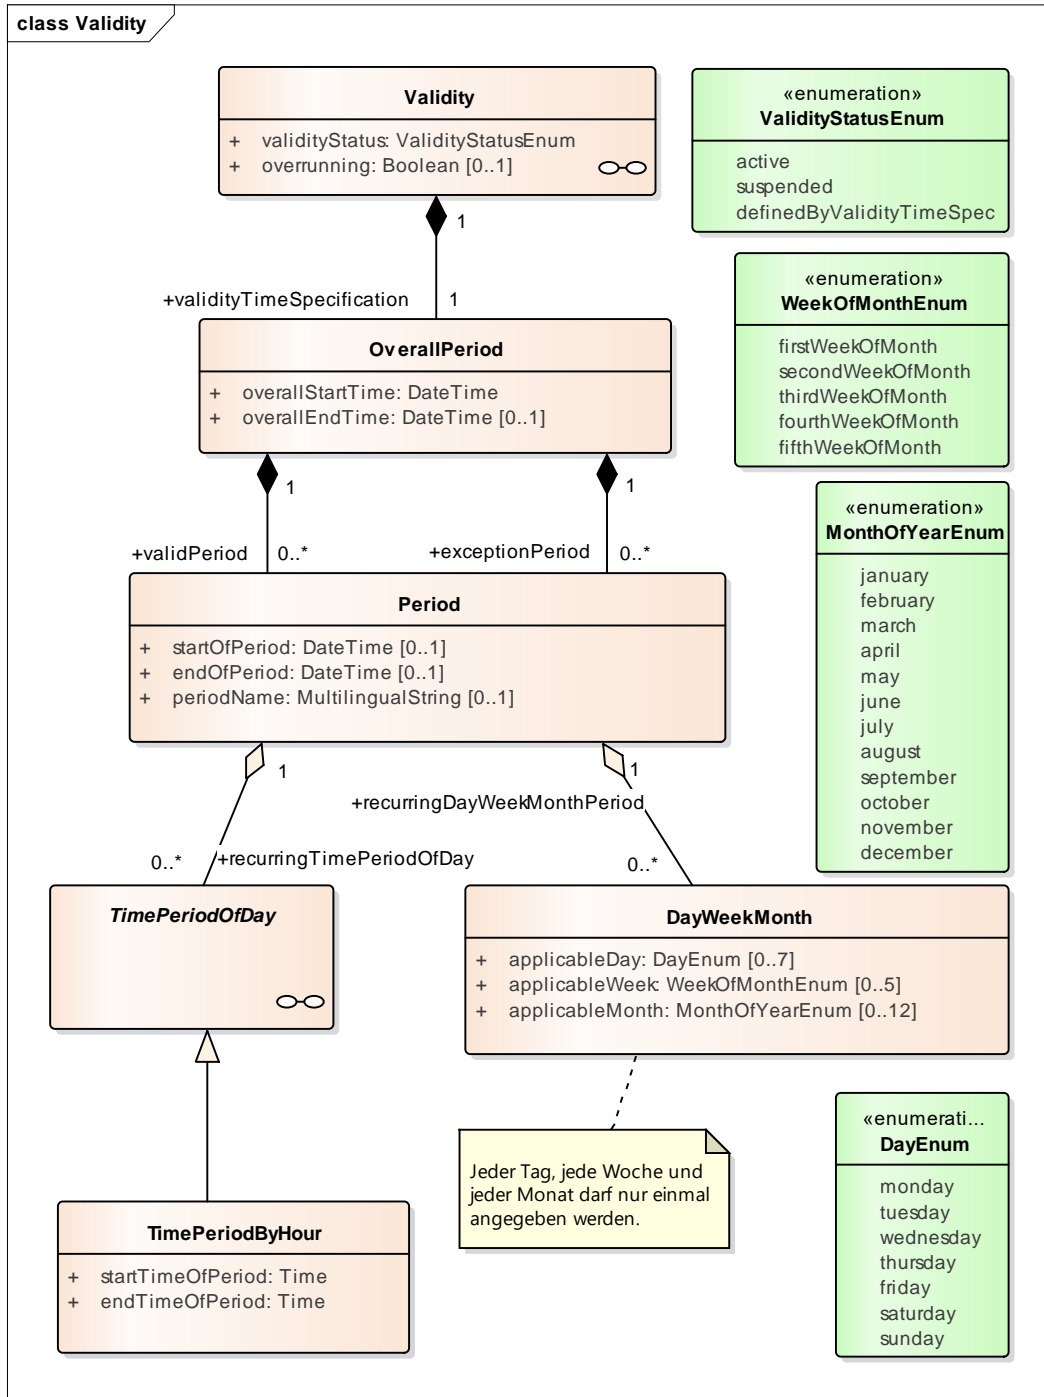 class Validity
Validity
+ validityStatus: ValidityStatusEnum
+ overrunning: Boolean [0..1]
«enumeration»
ValidityStatusEnum
active
suspended
definedByValidityTimeSpec
1
+validityTimeSpecification
1
«enumeration»
WeekOfMonthEnum
firstWeekOfMonth
secondWeekOfMonth
thirdWeekOfMonth
fourthWeekOfMonth
fifthWeekOfMonth
OverallPeriod
+ overallStartTime: DateTime
+ overallEndTime: DateTime [0..1]
1
1
+validPeriod
0..*
+exceptionPeriod
0..*
«enumeration»
MonthOfYearEnum
january
february
march
april
may
june
july
august
september
october
november
december
Period
+ startOfPeriod: DateTime [0..1]
+ endOfPeriod: DateTime [0..1]
+ periodName: MultilingualString [0..1]
1
1
+recurringDayWeekMonthPeriod
0..*
+recurringTimePeriodOfDay
0..*
TimePeriodOfDay
DayWeekMonth
+ applicableDay: DayEnum [0..7]
+ applicableWeek: WeekOfMonthEnum [0..5]
+ applicableMonth: MonthOfYearEnum [0..12]
Jeder Tag, jede Woche und
jeder Monat darf nur einmal
angegeben werden.
«enumerati...
DayEnum
monday
tuesday
wednesday
thursday
friday
saturday
sunday
TimePeriodByHour
+ startTimeOfPeriod: Time
+ endTimeOfPeriod: Time